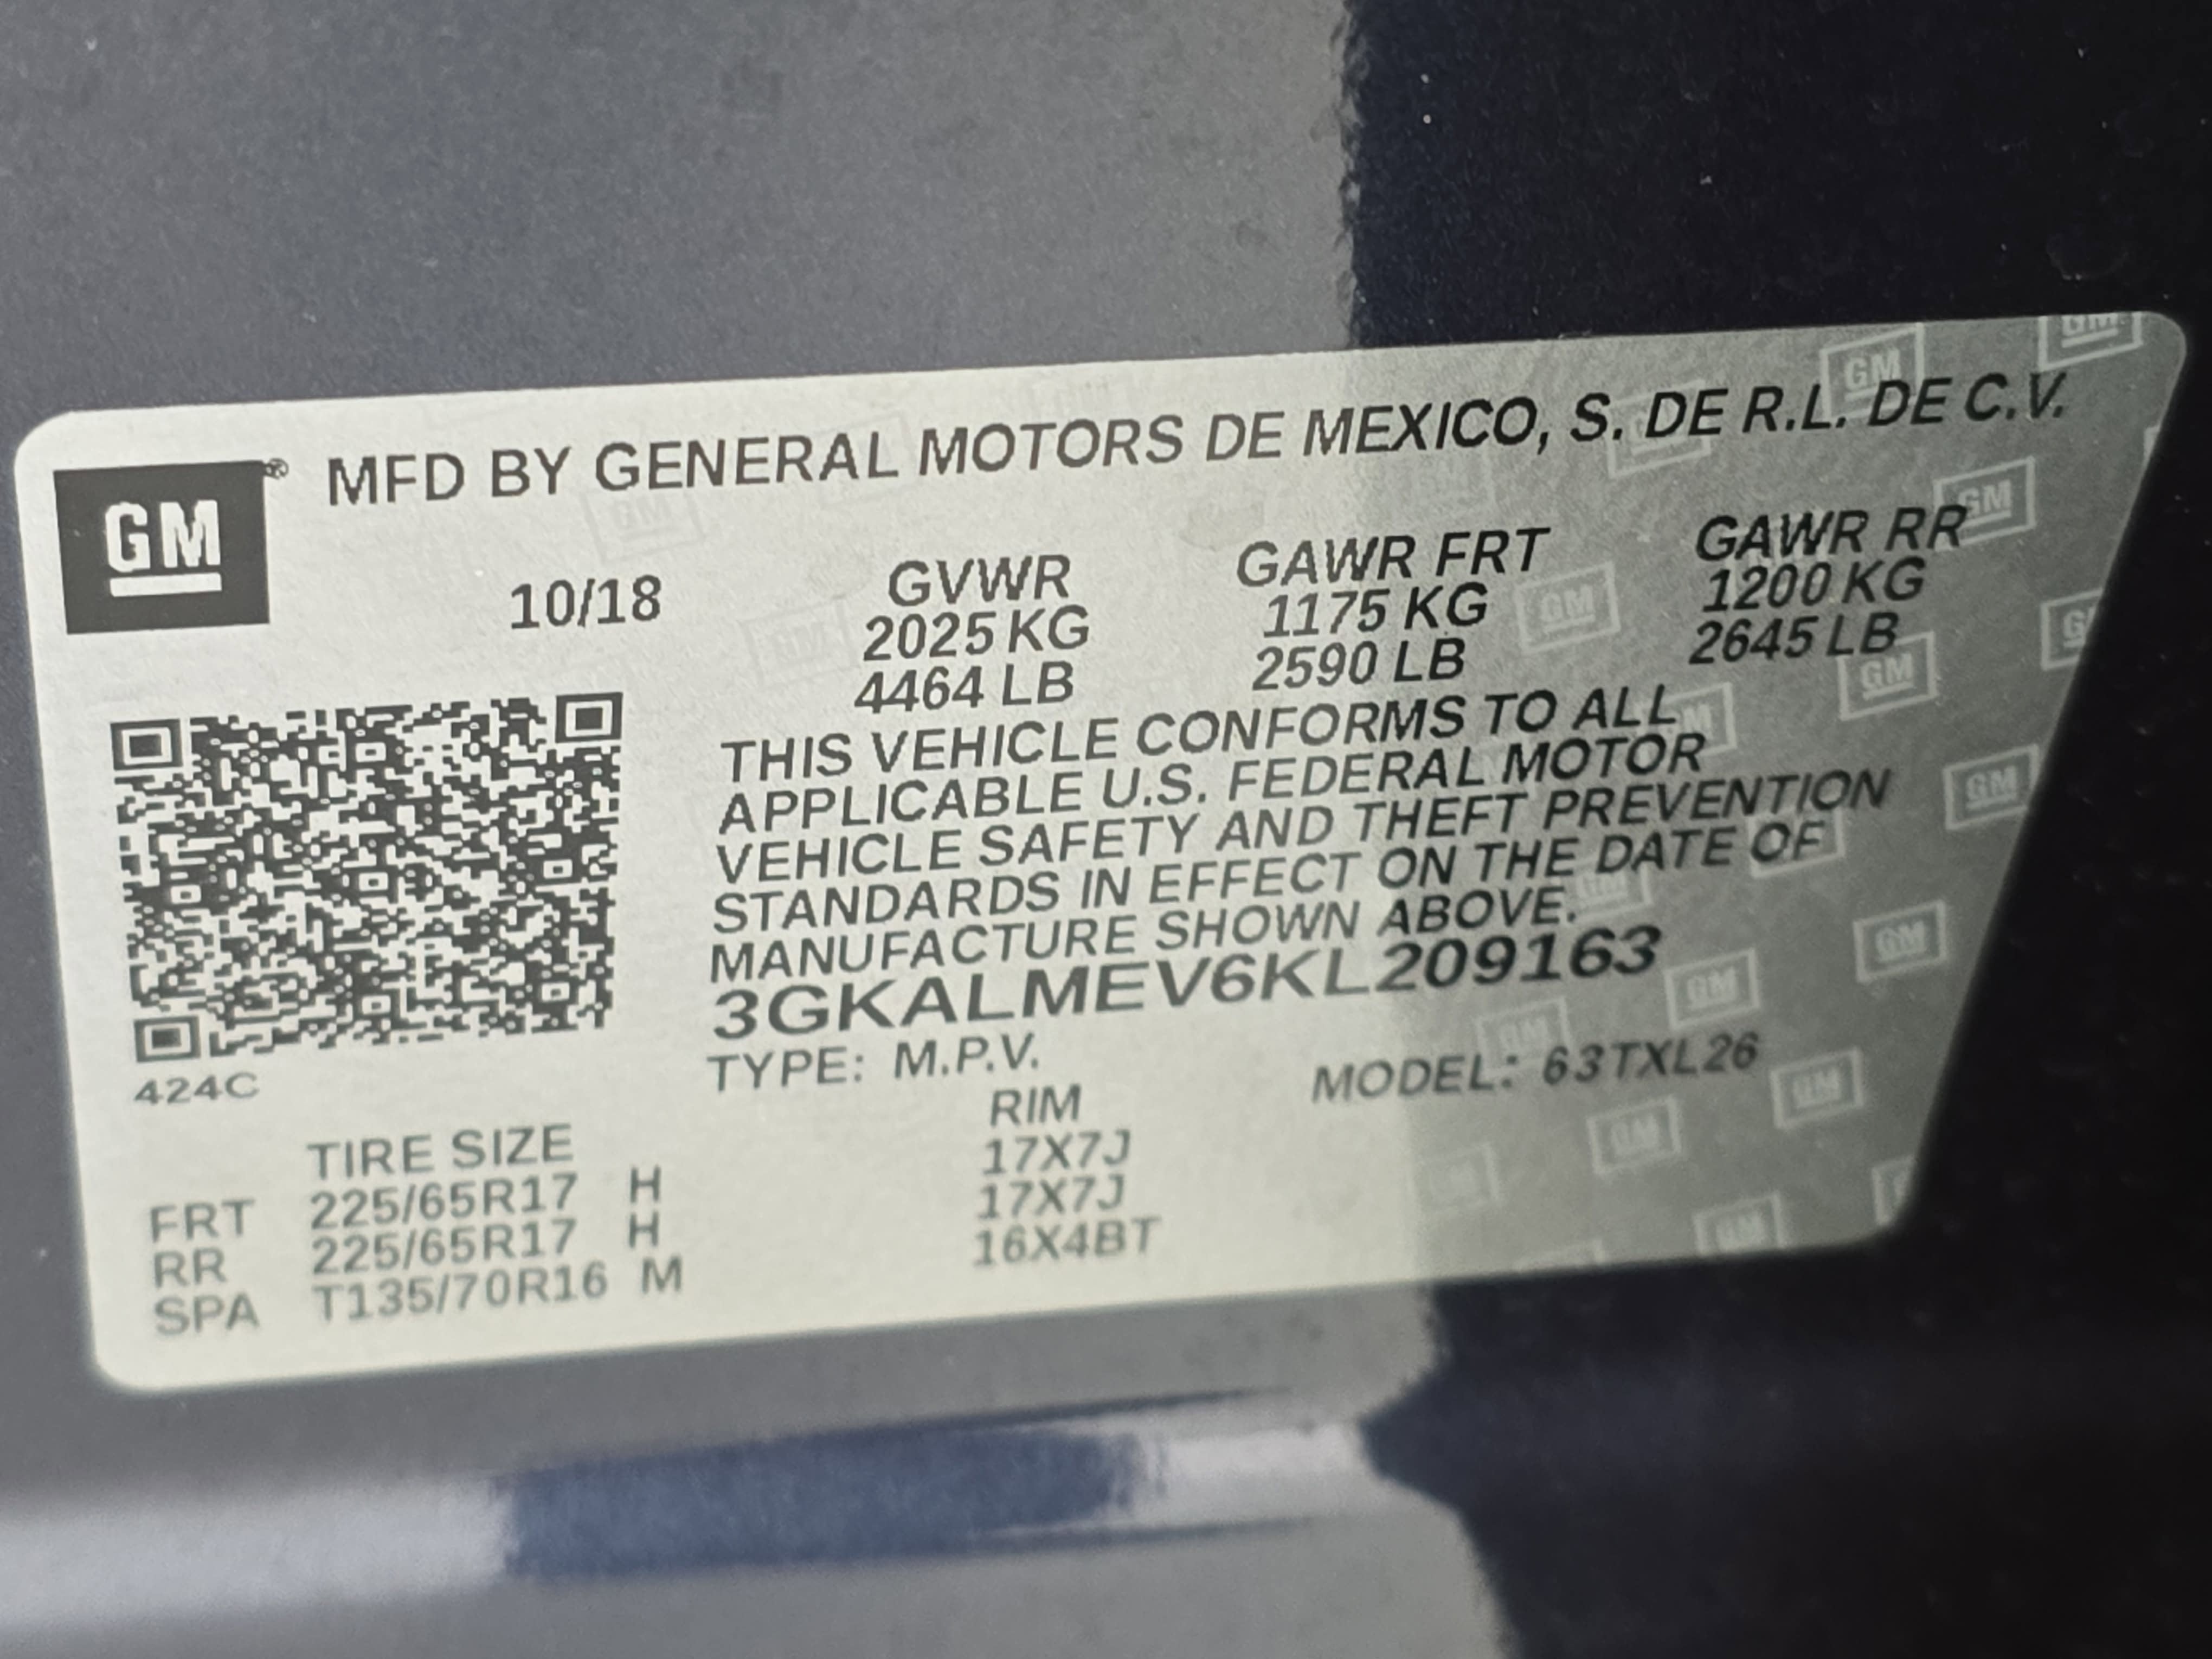 GM ® MFD BY GENERAL MOTORS DE MEXICO, S. DE R.L. DE C.V.
10/18
GVWR GAWR FRT GAWR RR
2025 KG 1175 KG 1200 KG
4464 LB 2590 LB 2645 LB
THIS VEHICLE CONFORMS TO ALL
APPLICABLE U.S. FEDERAL MOTOR
VEHICLE SAFETY AND THEFT PREVENTION
STANDARDS IN EFFECT ON THE DATE OF
MANUFACTURE SHOWN ABOVE.
3GKALMEV6KL209163
TYPE: M.P.V. MODEL: 63TXL26
424C
TIRE SIZE RIM
FRT 225/65R17 H 17X7J
RR 225/65R17 H 17X7J
SPA T135/70R16 M 16X4BT